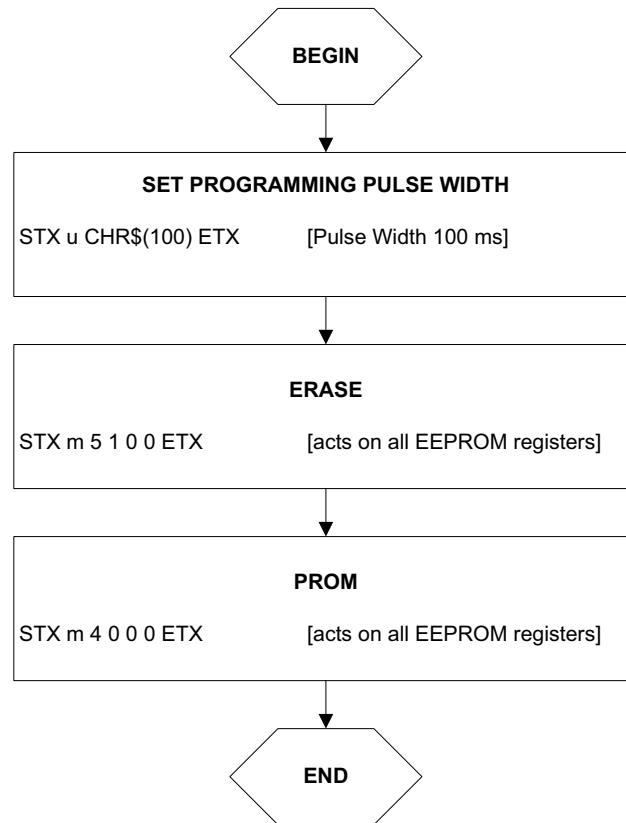 BEGIN
SET PROGRAMMING PULSE WIDTH
STX u CHR$(100) ETX [Pulse Width 100 ms]
ERASE
STX m 5 1 0 0 ETX [acts on all EEPROM registers]
PROM
STX m 4 0 0 0 ETX [acts on all EEPROM registers]
END